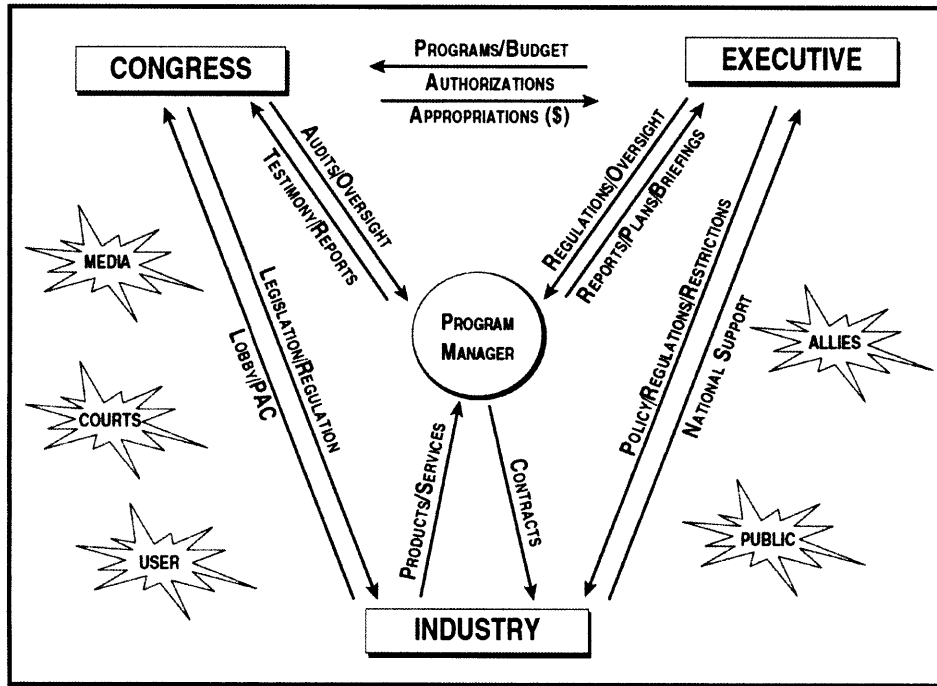 CONGRESS
PROGRAMS/BUDGET
AUTHORIZATIONS
APPROPRIATIONS ($)
EXECUTIVE
AUDITS/OVERSIGHT
TESTIMONY/REPORTS
REGULATIONS/OVERSIGHT
REPORTS/PLANS/BRIEFINGS
MEDIA
LEGISLATION/REGULATION
LOBBY/PAC
PROGRAM
MANAGER
POLICY/REGULATIONS/RESTRICTIONS
NATIONAL SUPPORT
ALLIES
COURTS
PRODUCTS/SERVICES
CONTRACTS
USER
PUBLIC
INDUSTRY